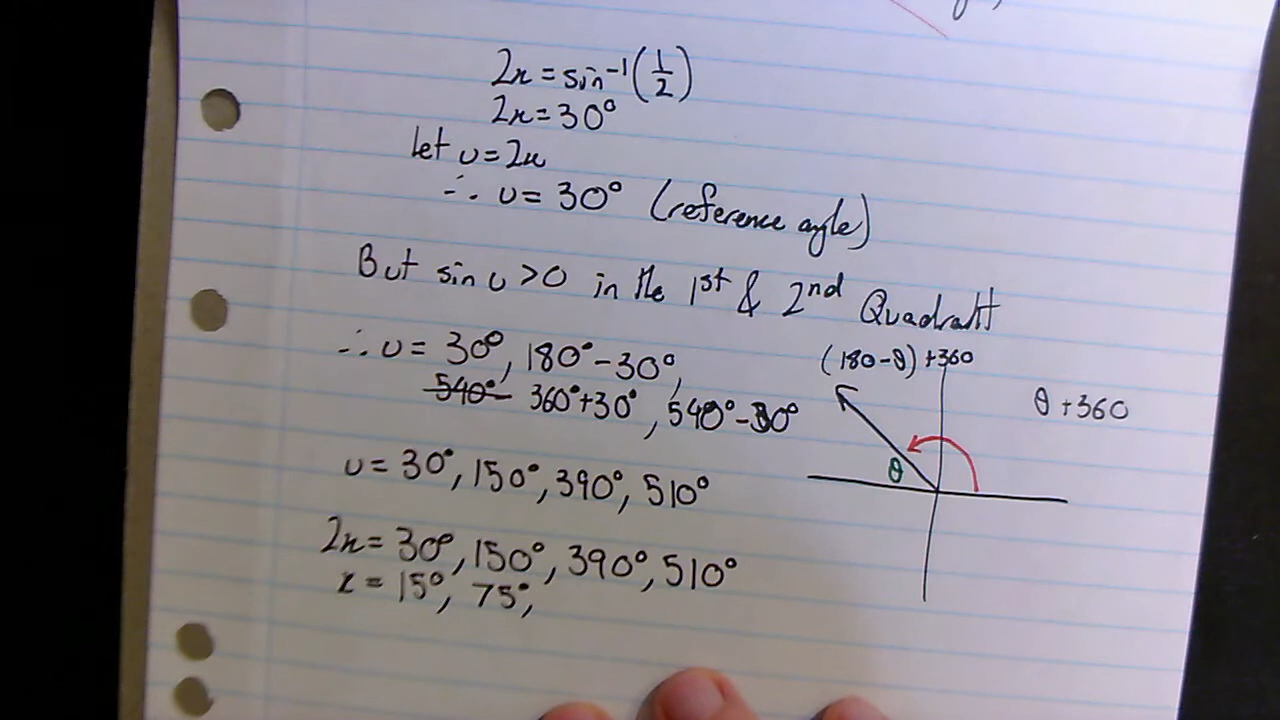 2x = sin⁻¹(1/2)
2x = 30°
let u = 2x
∴ u = 30° (reference angle)
But sin u > 0 in the 1st & 2nd Quadrant
∴ u = 30°, 180° - 30°,
540° 360° + 30°, 540° - 30°
(180 - θ) + 360
θ + 360
θ
u = 30°, 150°, 390°, 510°
2x = 30°, 150°, 390°, 510°
x = 15°, 75°,